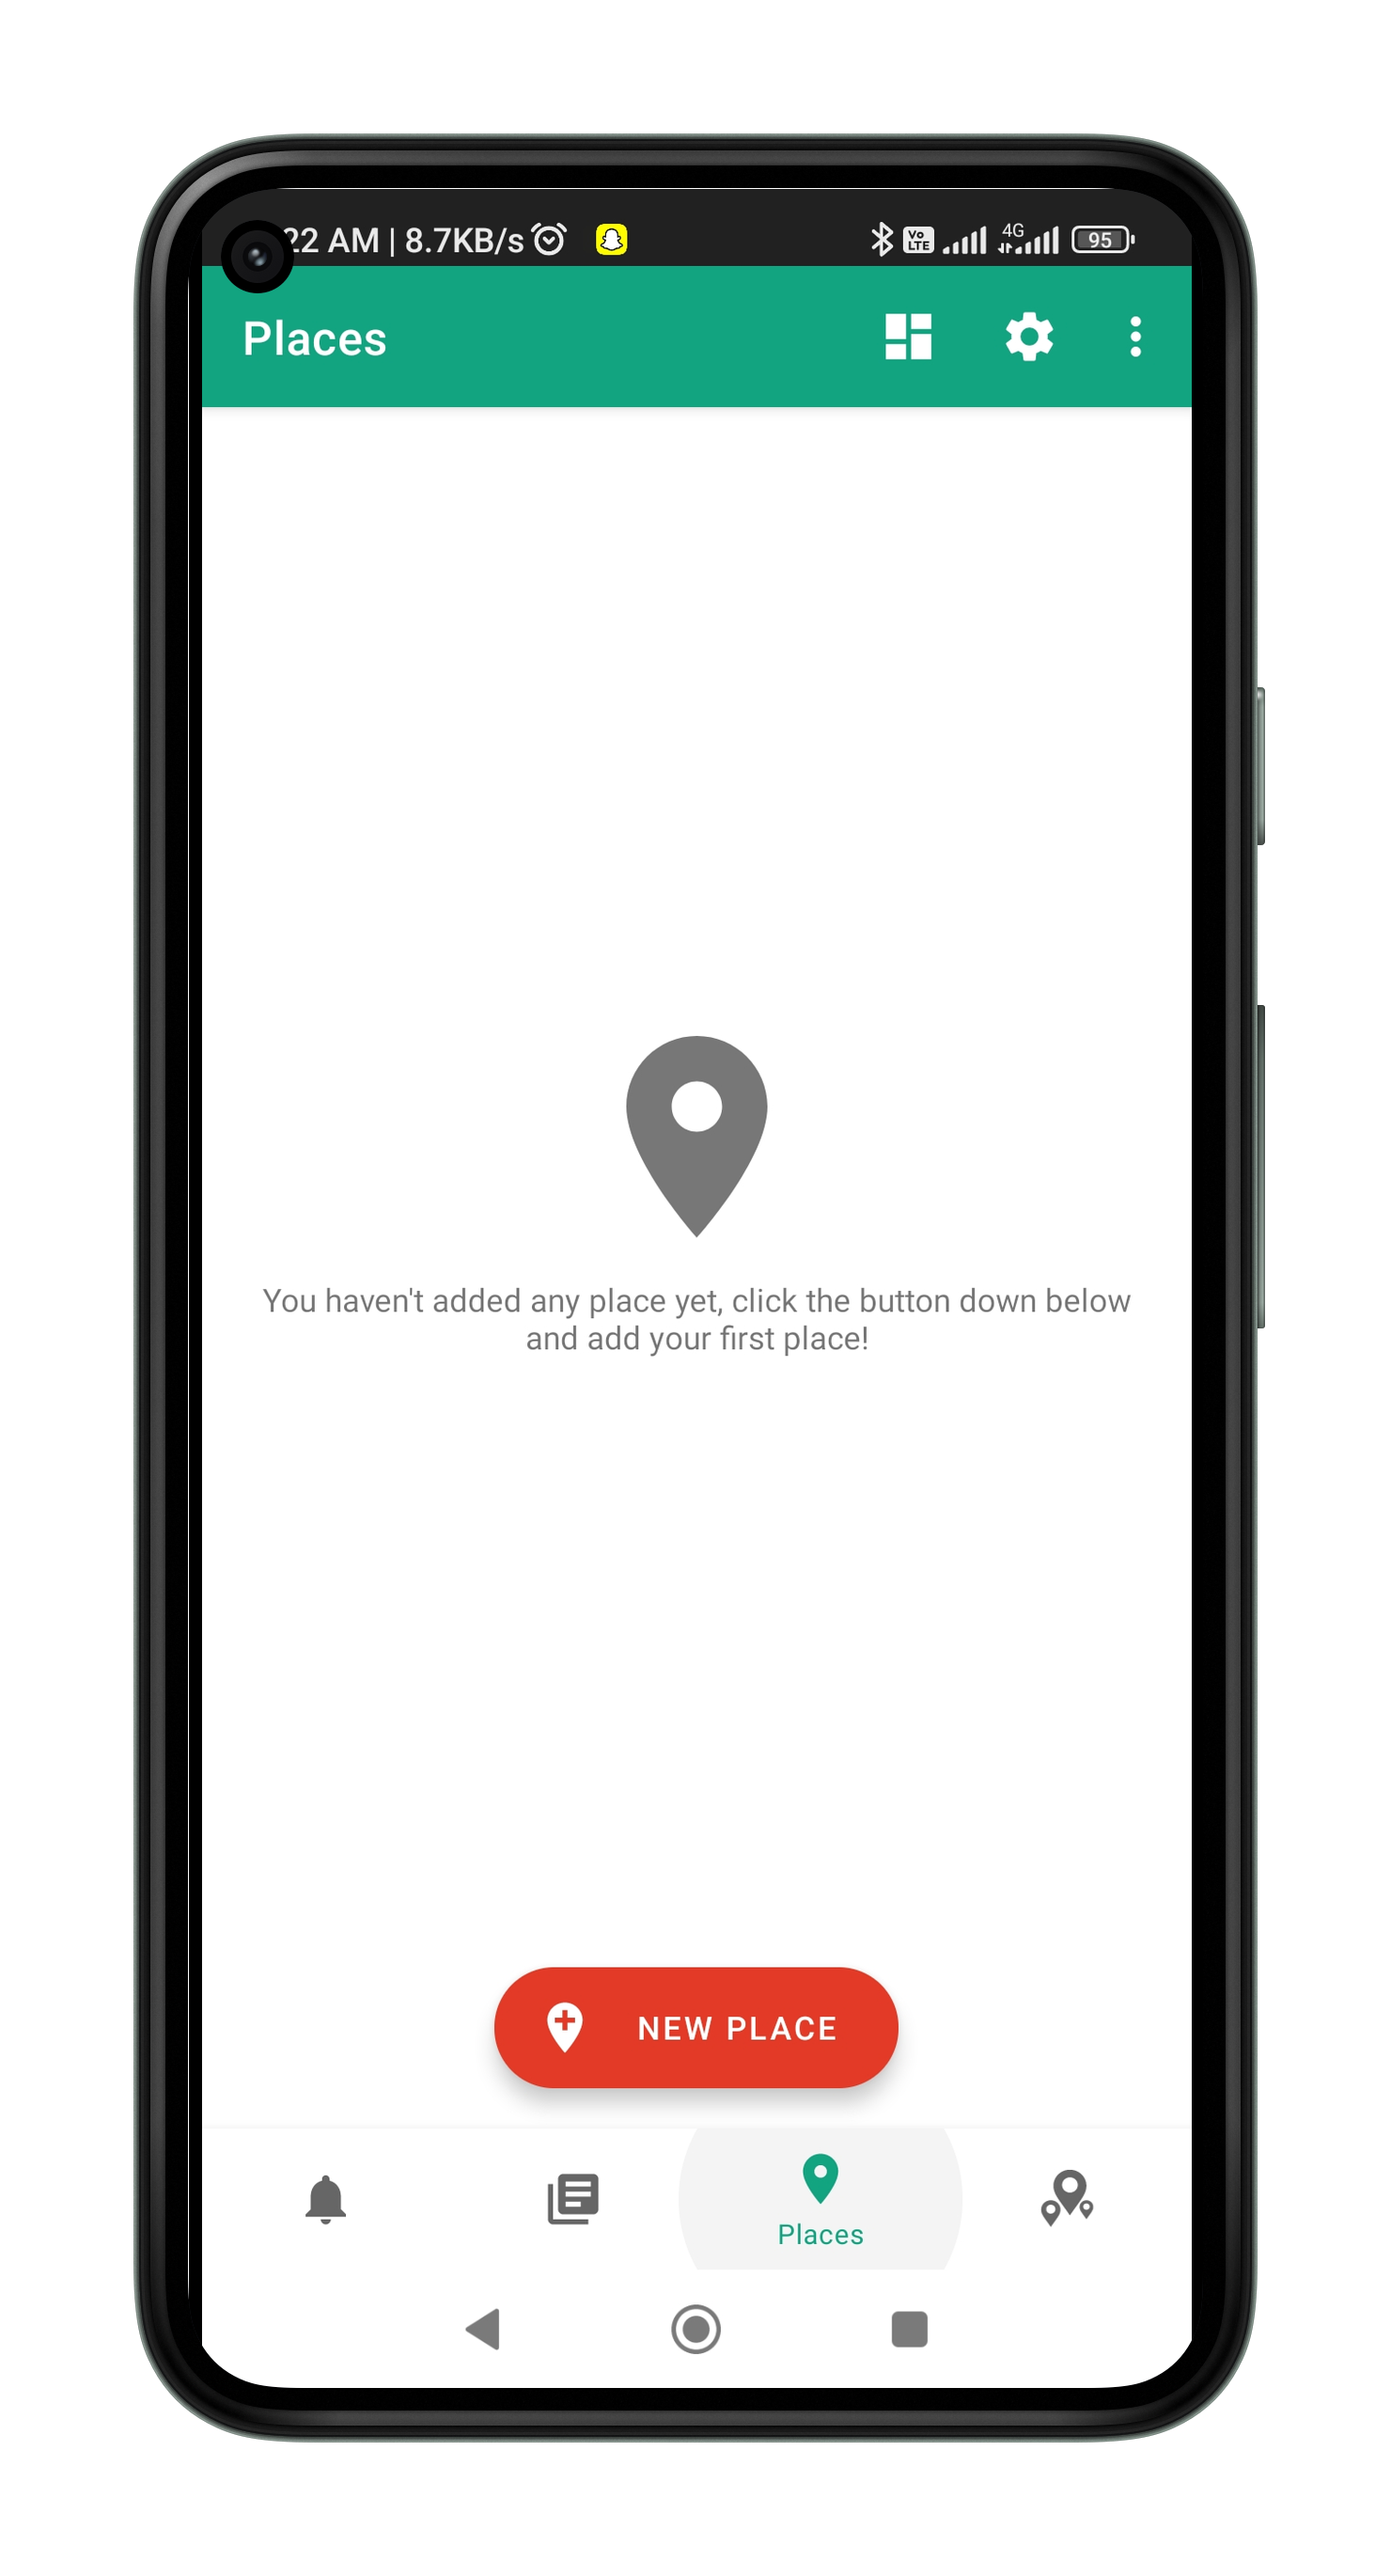 22 AM | 8.7KB/s Vo LTE 4G 95
Places
You haven't added any place yet, click the button down below
and add your first place!
NEW PLACE
Places